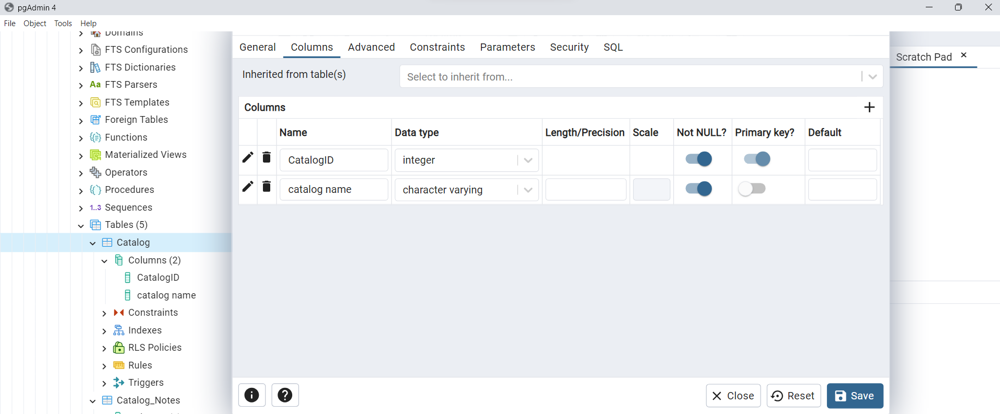 pgAdmin 4
File Object Tools Help
Domains
FTS Configurations
FTS Dictionaries
Aa FTS Parsers
FTS Templates
Foreign Tables
Functions
Materialized Views
Operators
Procedures
1..3 Sequences
Tables (5)
Catalog
Columns (2)
CatalogID
catalog name
Constraints
Indexes
RLS Policies
Rules
Triggers
Catalog_Notes
General Columns Advanced Constraints Parameters Security SQL
Inherited from table(s) Select to inherit from...
Columns
Name Data type Length/Precision Scale Not NULL? Primary key? Default
CatalogID integer
catalog name character varying
Close Reset Save
Scratch Pad